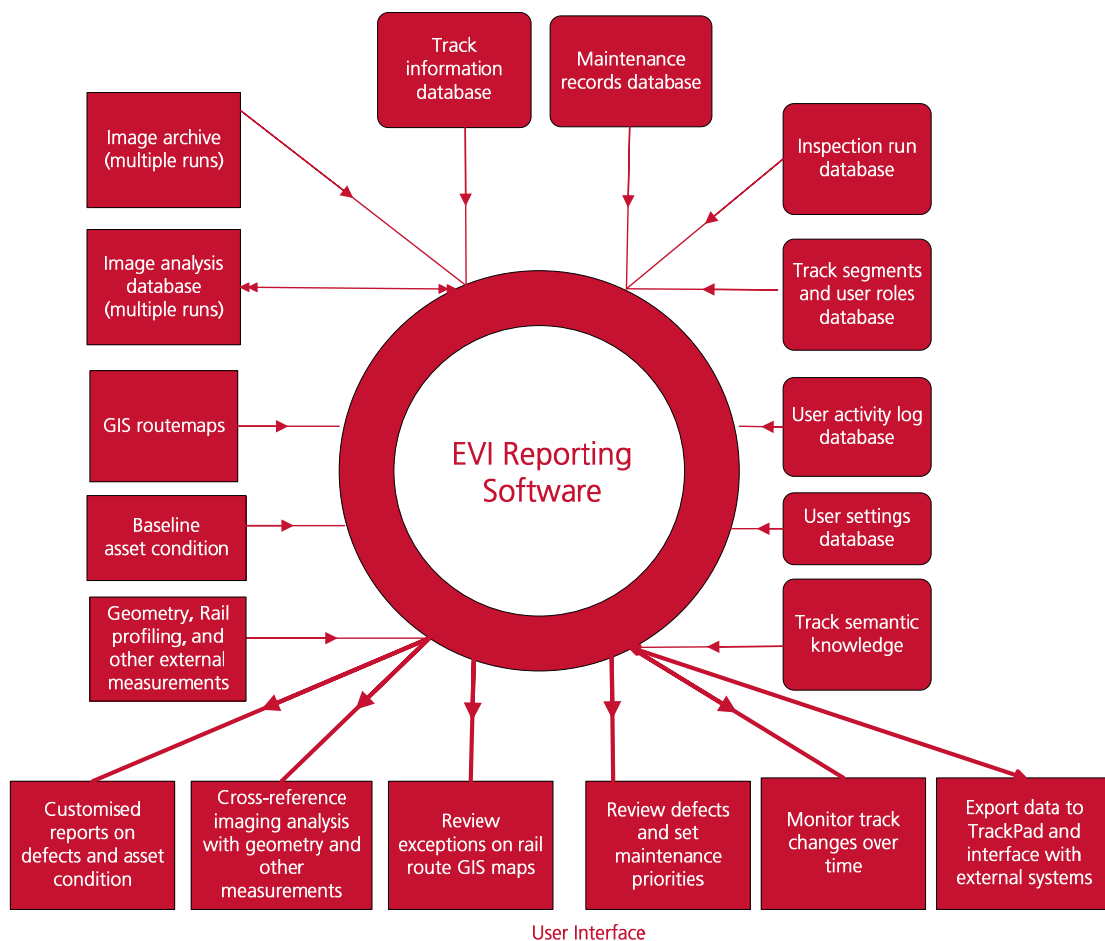 Track
information
database
Maintenance
records database
Image archive
(multiple runs)
Inspection run
database
Image analysis
database
(multiple runs)
Track segments
and user roles
database
GIS routemaps
User activity log
database
EVI Reporting
Software
Baseline
asset condition
User settings
database
Geometry, Rail
profiling, and
other external
measurements
Track semantic
knowledge
Customised
reports on
defects and asset
condition
Cross-reference
imaging analysis
with geometry and
other
measurements
Review
exceptions on rail
route GIS maps
Review defects
and set
maintenance
priorities
Monitor track
changes over
time
Export data to
TrackPad and
interface with
external systems
User Interface